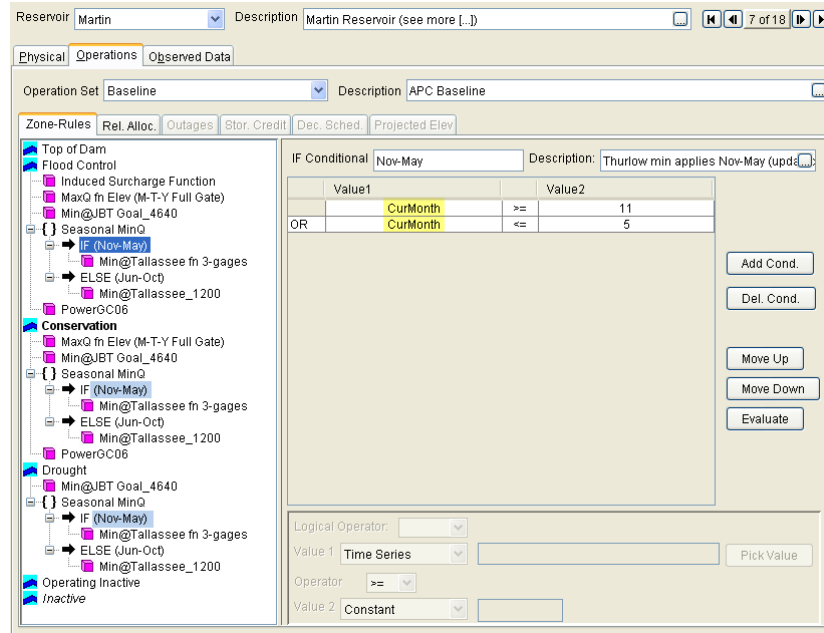 Reservoir Martin Description Martin Reservoir (see more [...]) ... 7 of 18
Physical Operations Observed Data
Operation Set Baseline Description APC Baseline ...
Zone-Rules Rel. Alloc. Outages Stor. Credit Dec. Sched. Projected Elev
Top of Dam
Flood Control
Induced Surcharge Function
MaxQ fn Elev (M-T-Y Full Gate)
Min@JBT Goal_4640
{ } Seasonal MinQ
IF (Nov-May)
Min@Tallassee fn 3-gages
ELSE (Jun-Oct)
Min@Tallassee_1200
PowerGC06
Conservation
MaxQ fn Elev (M-T-Y Full Gate)
Min@JBT Goal_4640
{ } Seasonal MinQ
IF (Nov-May)
Min@Tallassee fn 3-gages
ELSE (Jun-Oct)
Min@Tallassee_1200
PowerGC06
Drought
Min@JBT Goal_4640
{ } Seasonal MinQ
IF (Nov-May)
Min@Tallassee fn 3-gages
ELSE (Jun-Oct)
Min@Tallassee_1200
Operating Inactive
Inactive
IF Conditional Nov-May Description: Thurlow min applies Nov-May (upda...
Value1 Value2
CurMonth >= 11
OR CurMonth <= 5
Add Cond.
Del. Cond.
Move Up
Move Down
Evaluate
Logical Operator:
Value 1 Time Series Pick Value
Operator >=
Value 2 Constant